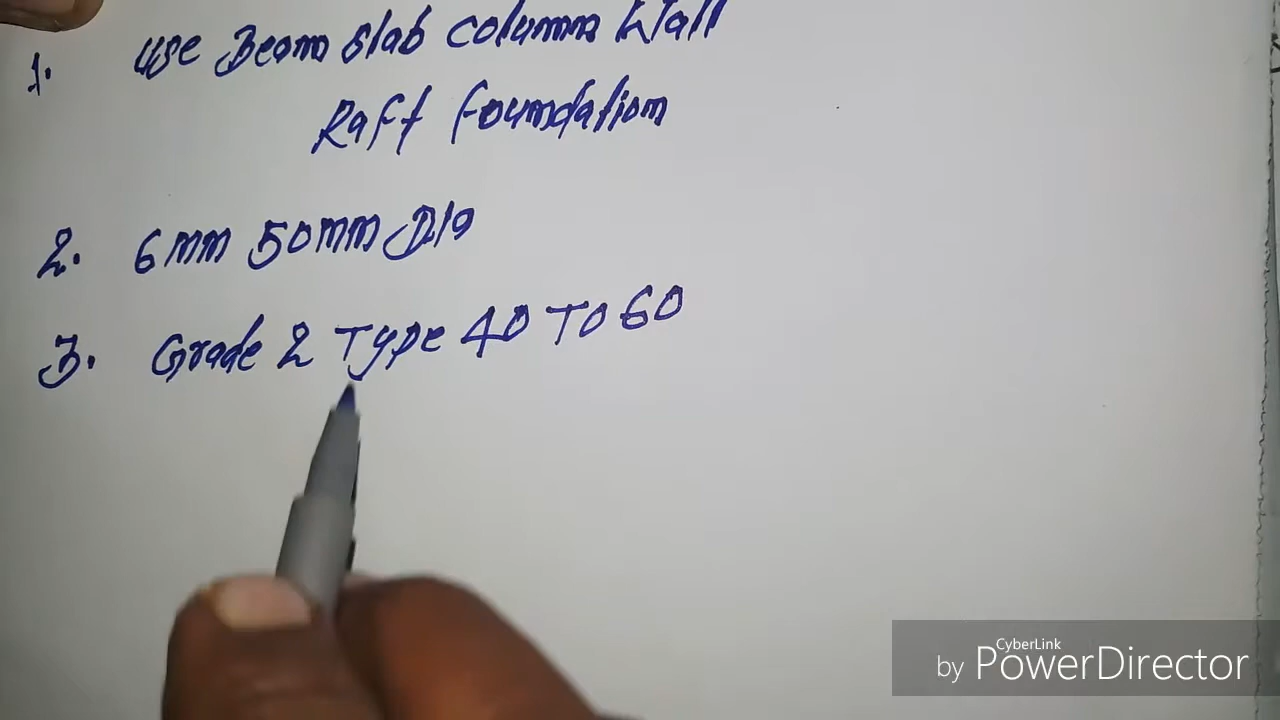 1. use Beam slab column Wall
Raft foundation
2. 6mm 50mm Dia
3. Grade 2 Type 40 To 60
CyberLink
by PowerDirector